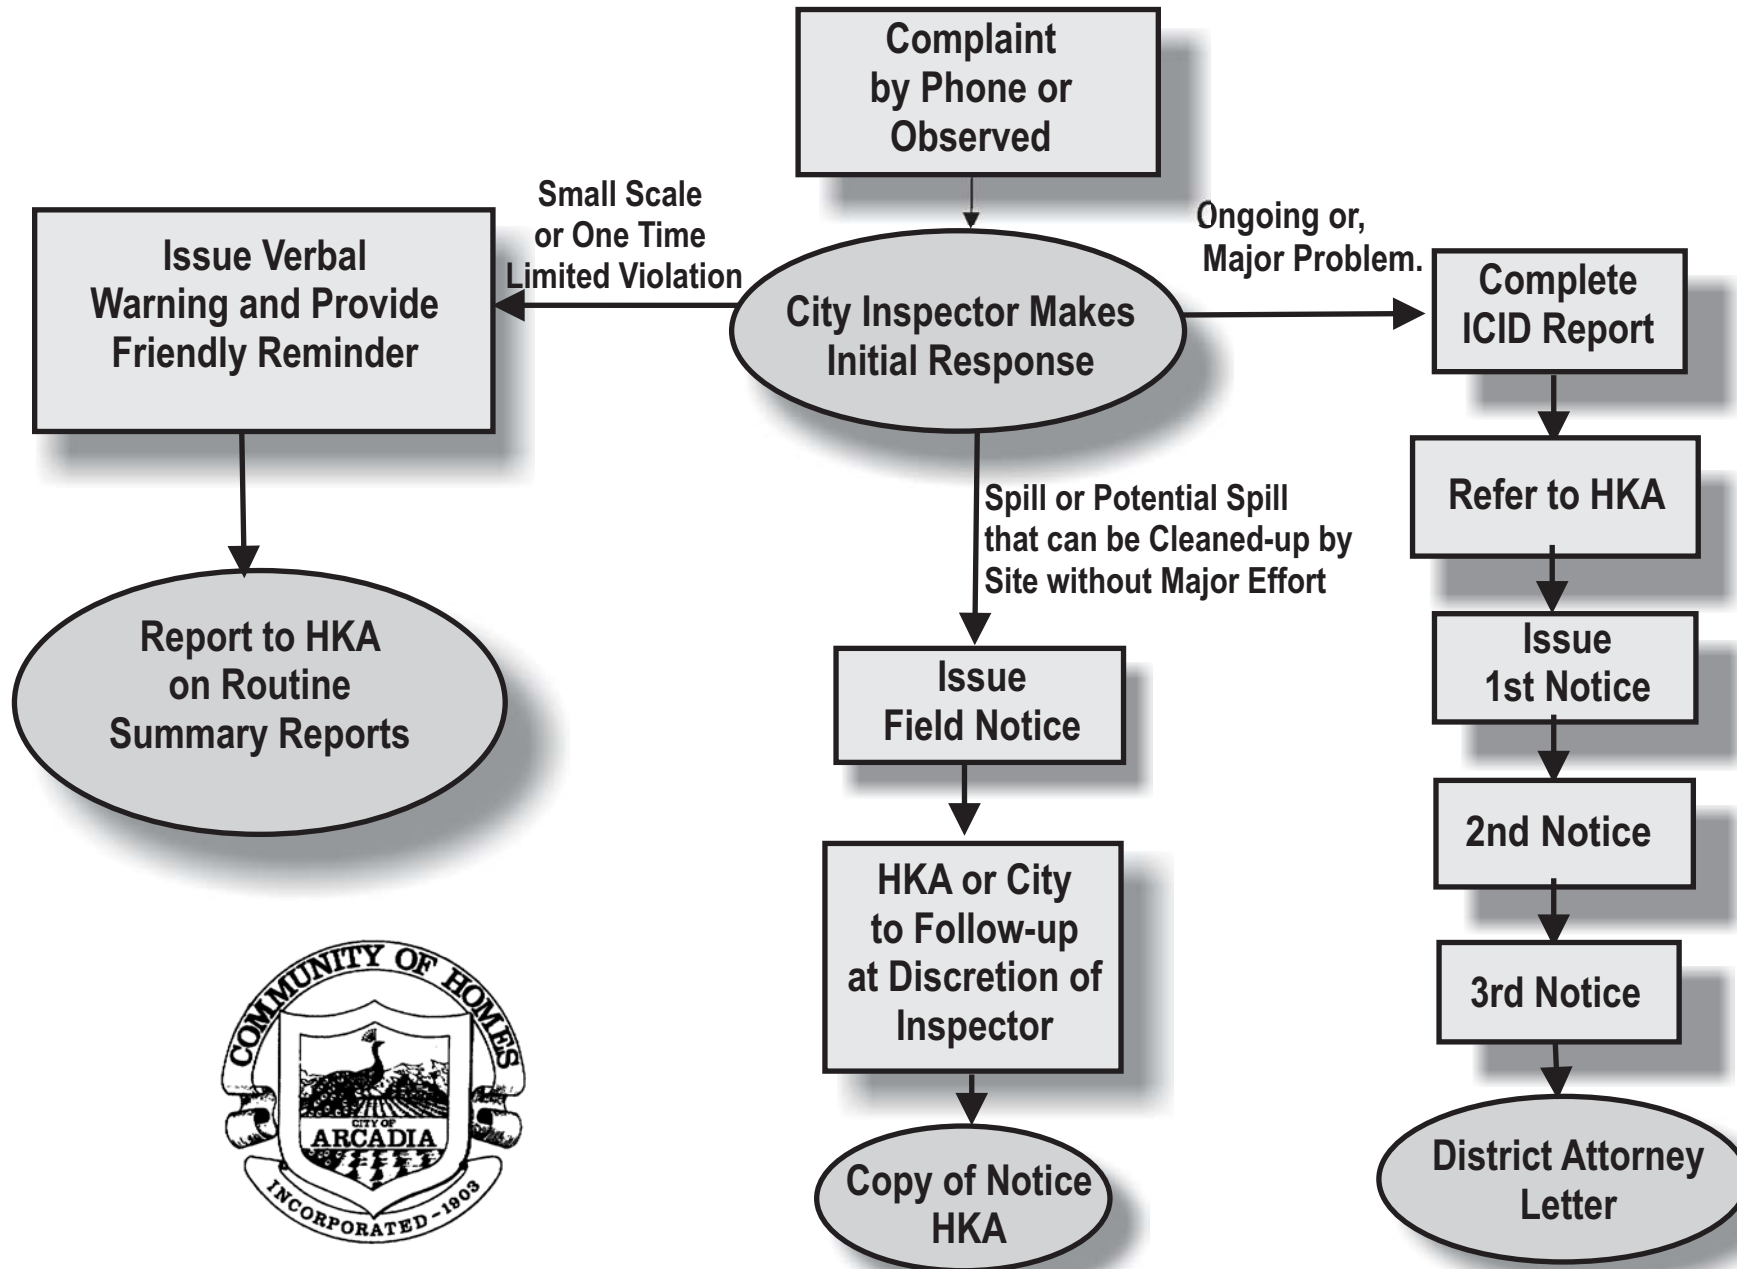 Complaint
by Phone or
Observed
Small Scale
or One Time
Limited Violation
Ongoing or,
Major Problem.
Issue Verbal
Warning and Provide
Friendly Reminder
City Inspector Makes
Initial Response
Complete
ICID Report
Refer to HKA
Spill or Potential Spill
that can be Cleaned-up by
Site without Major Effort
Report to HKA
on Routine
Summary Reports
Issue
Field Notice
Issue
1st Notice
2nd Notice
HKA or City
to Follow-up
at Discretion of
Inspector
3rd Notice
Copy of Notice
HKA
District Attorney
Letter
COMMUNITY OF HOMES
CITY OF
ARCADIA
INCORPORATED-1903